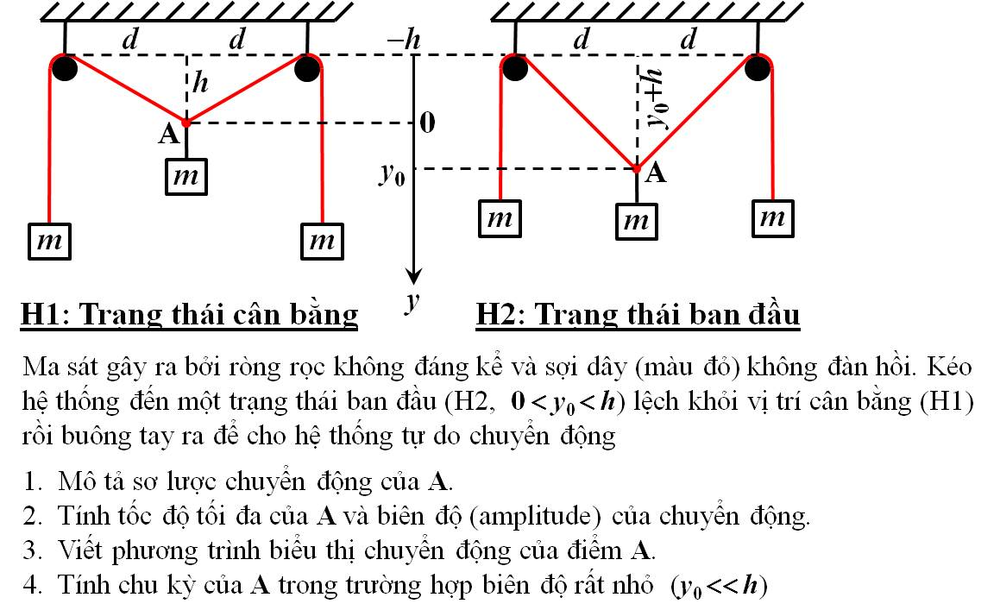 d d −h d d
h y₀+h
A 0
m y₀ A
m m m m m
y
H1: Trạng thái cân bằng H2: Trạng thái ban đầu
Ma sát gây ra bởi ròng rọc không đáng kể và sợi dây (màu đỏ) không đàn hồi. Kéo
hệ thống đến một trạng thái ban đầu (H2, 0 < y₀ < h) lệch khỏi vị trí cân bằng (H1)
rồi buông tay ra để cho hệ thống tự do chuyển động
1. Mô tả sơ lược chuyển động của A.
2. Tính tốc độ tối đa của A và biên độ (amplitude) của chuyển động.
3. Viết phương trình biểu thị chuyển động của điểm A.
4. Tính chu kỳ của A trong trường hợp biên độ rất nhỏ (y₀ << h)